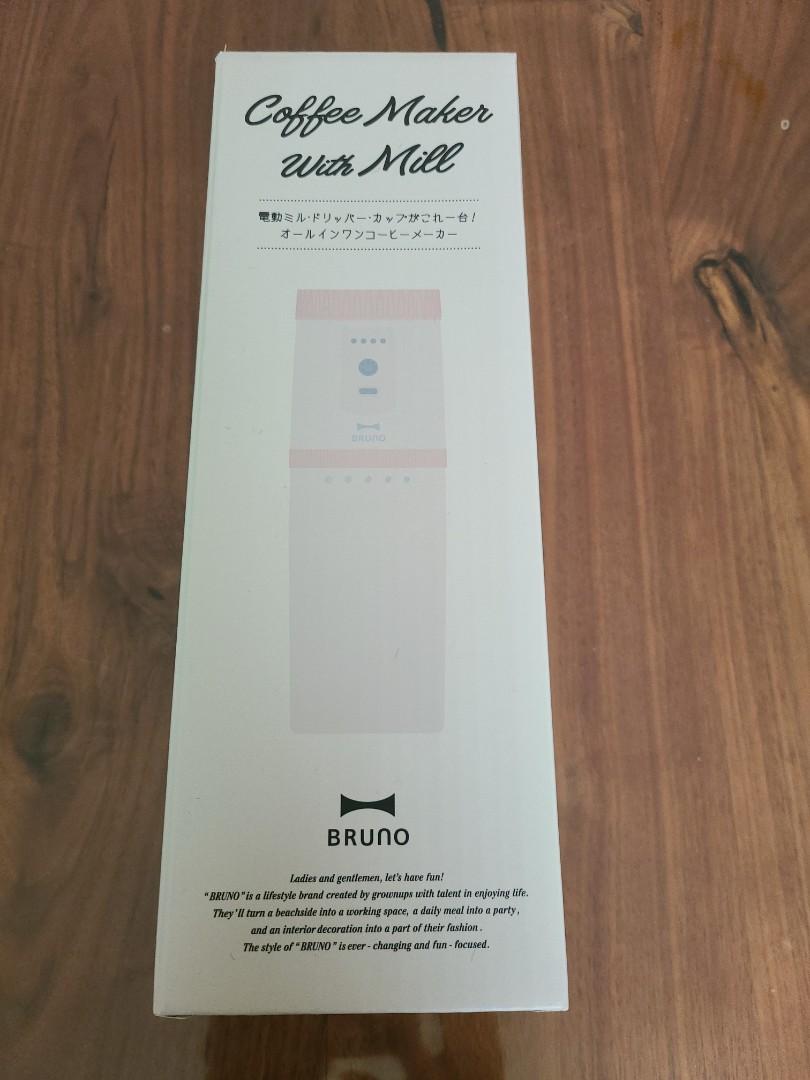 Coffee Maker
With Mill
電動ミル・ドリッパー・カップがこれ一台!
オールインワンコーヒーメーカー
BRUNO
BRUNO
Ladies and gentlemen, let's have fun!
"BRUNO" is a lifestyle brand created by grownups with talent in enjoying life.
They'll turn a beachside into a working space, a daily meal into a party,
and an interior decoration into a part of their fashion.
The style of "BRUNO" is ever - changing and fun - focused.